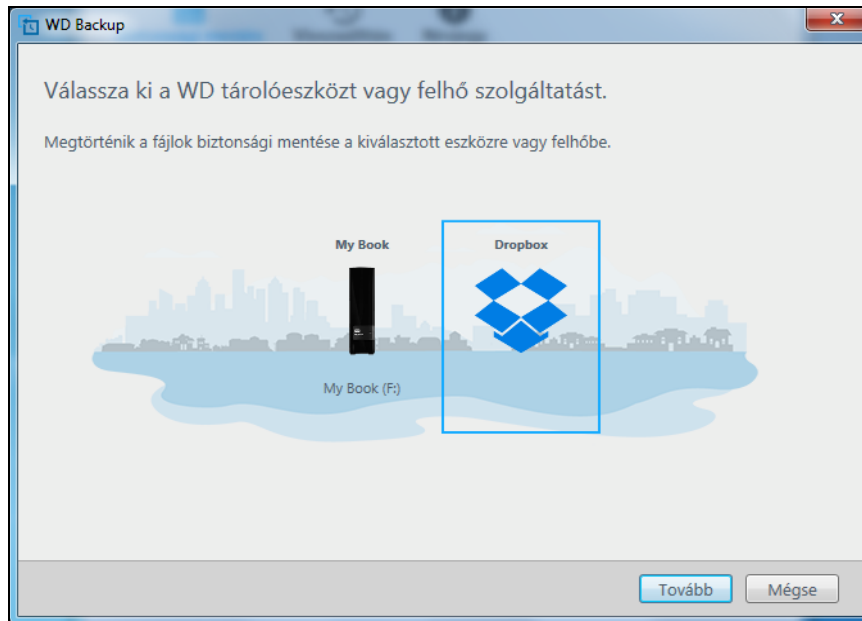 WD Backup
Válassza ki a WD tárolóeszközt vagy felhő szolgáltatást.
Megtörténik a fájlok biztonsági mentése a kiválasztott eszközre vagy felhőbe.
My Book
Dropbox
My Book (F:)
Tovább
Mégse